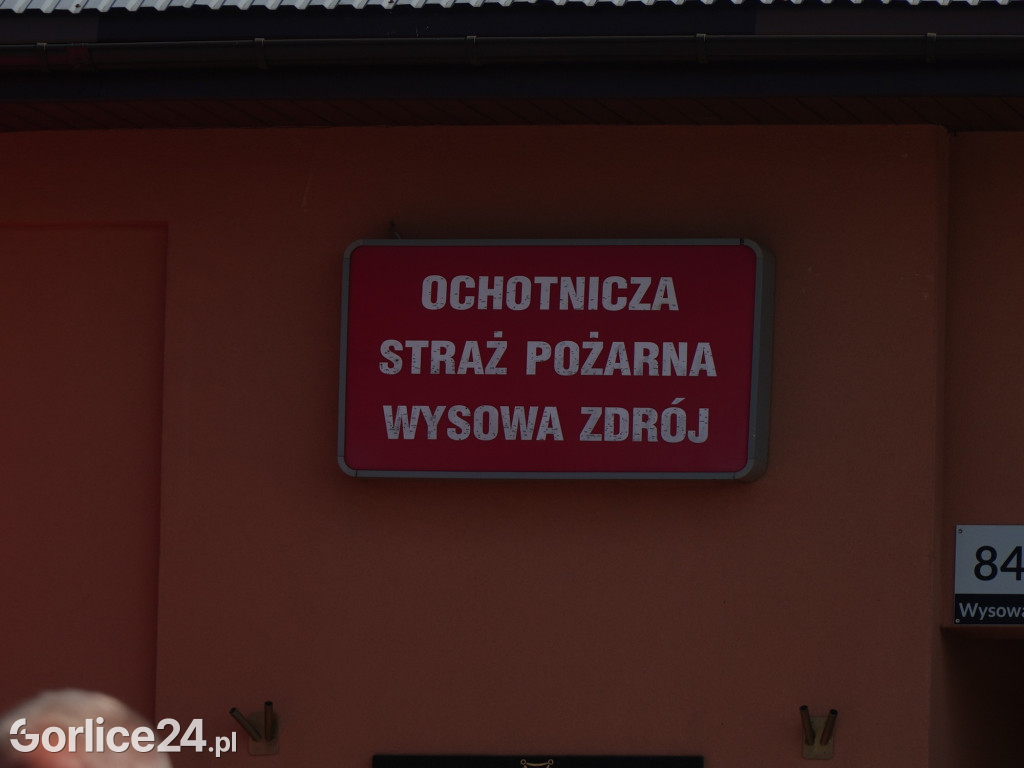 OCHOTNICZA
STRAŻ POŻARNA
WYSOWA ZDRÓJ
84
Wysowa
Gorlice24.pl